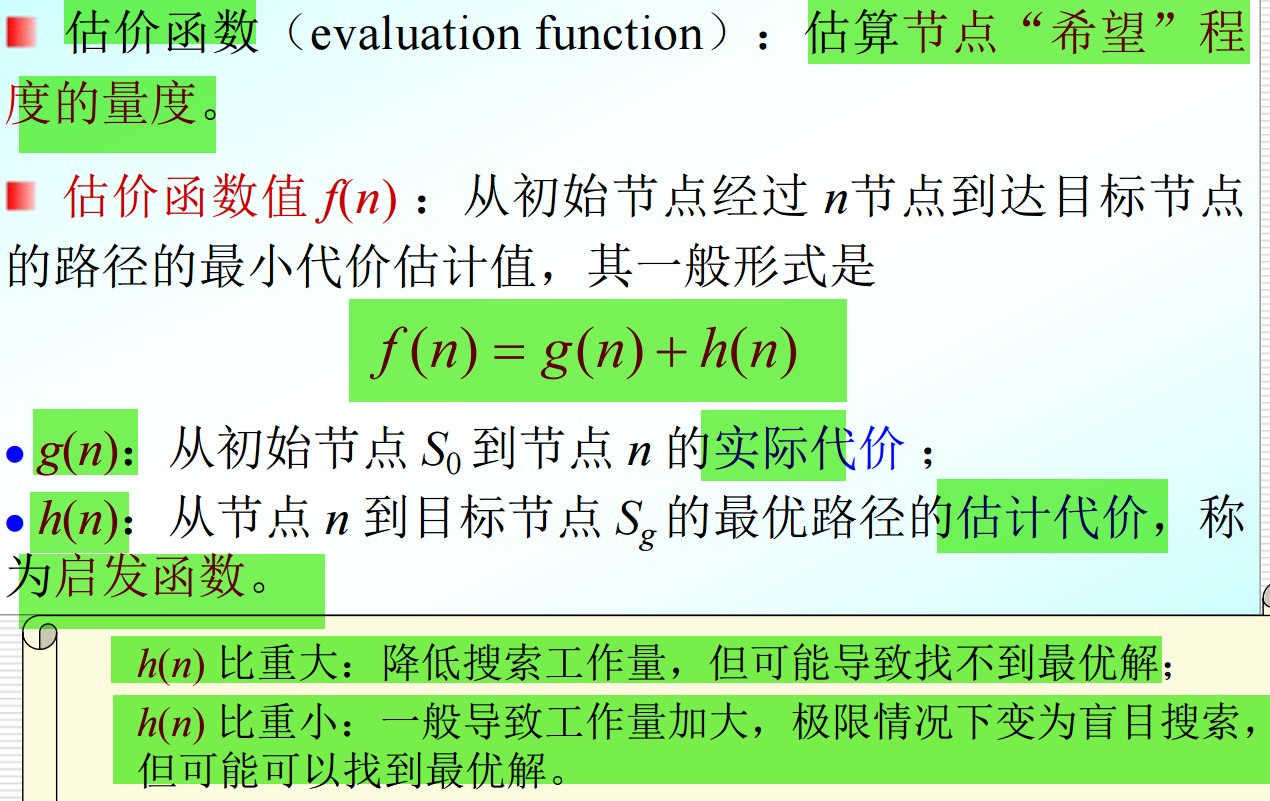 估价函数（evaluation function）：估算节点“希望”程
度的量度。
估价函数值 f(n) ：从初始节点经过 n节点到达目标节点
的路径的最小代价估计值，其一般形式是
f (n) = g(n) + h(n)
g(n)：从初始节点 S₀ 到节点 n 的实际代价；
h(n)：从节点 n 到目标节点 Sg 的最优路径的估计代价，称
为启发函数。
h(n) 比重大：降低搜索工作量，但可能导致找不到最优解；
h(n) 比重小：一般导致工作量加大，极限情况下变为盲目搜索，
但可能可以找到最优解。